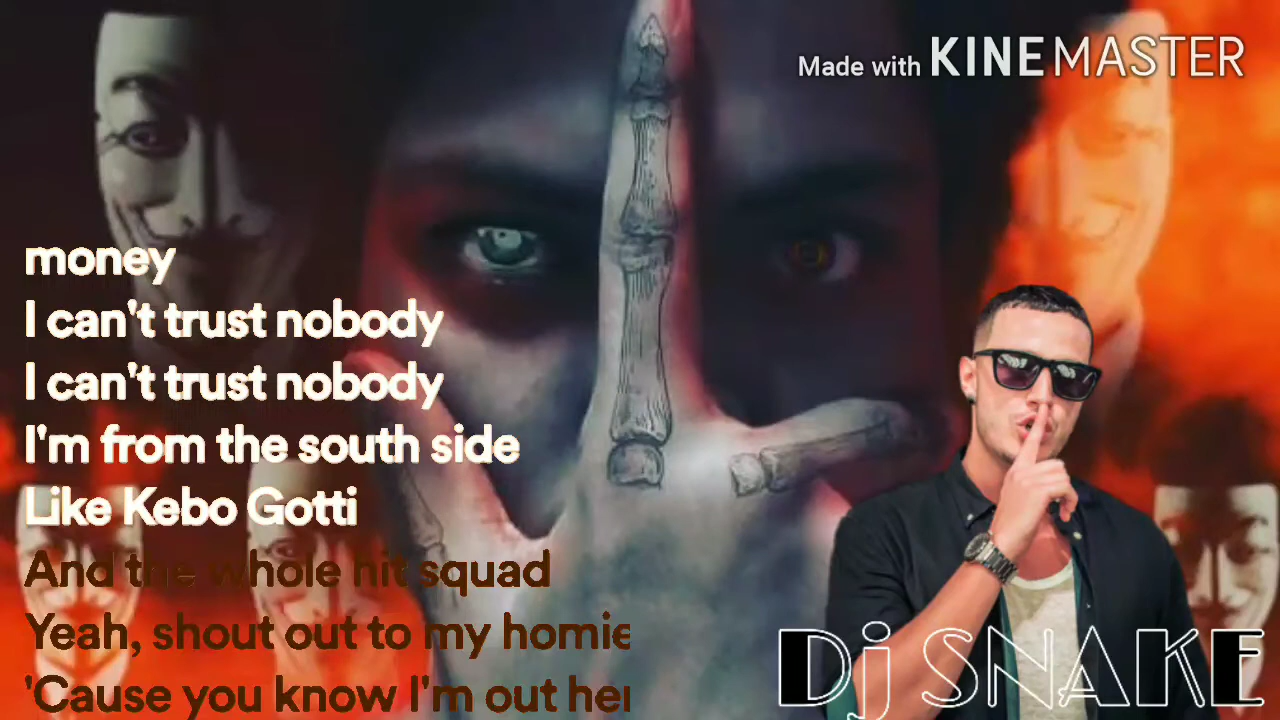 Made with KINEMASTER
money
I can't trust nobody
I can't trust nobody
I'm from the south side
Like Kebo Gotti
And the whole hit squad
Yeah, shout out to my homie
'Cause you know I'm out her
Dj SNAKE